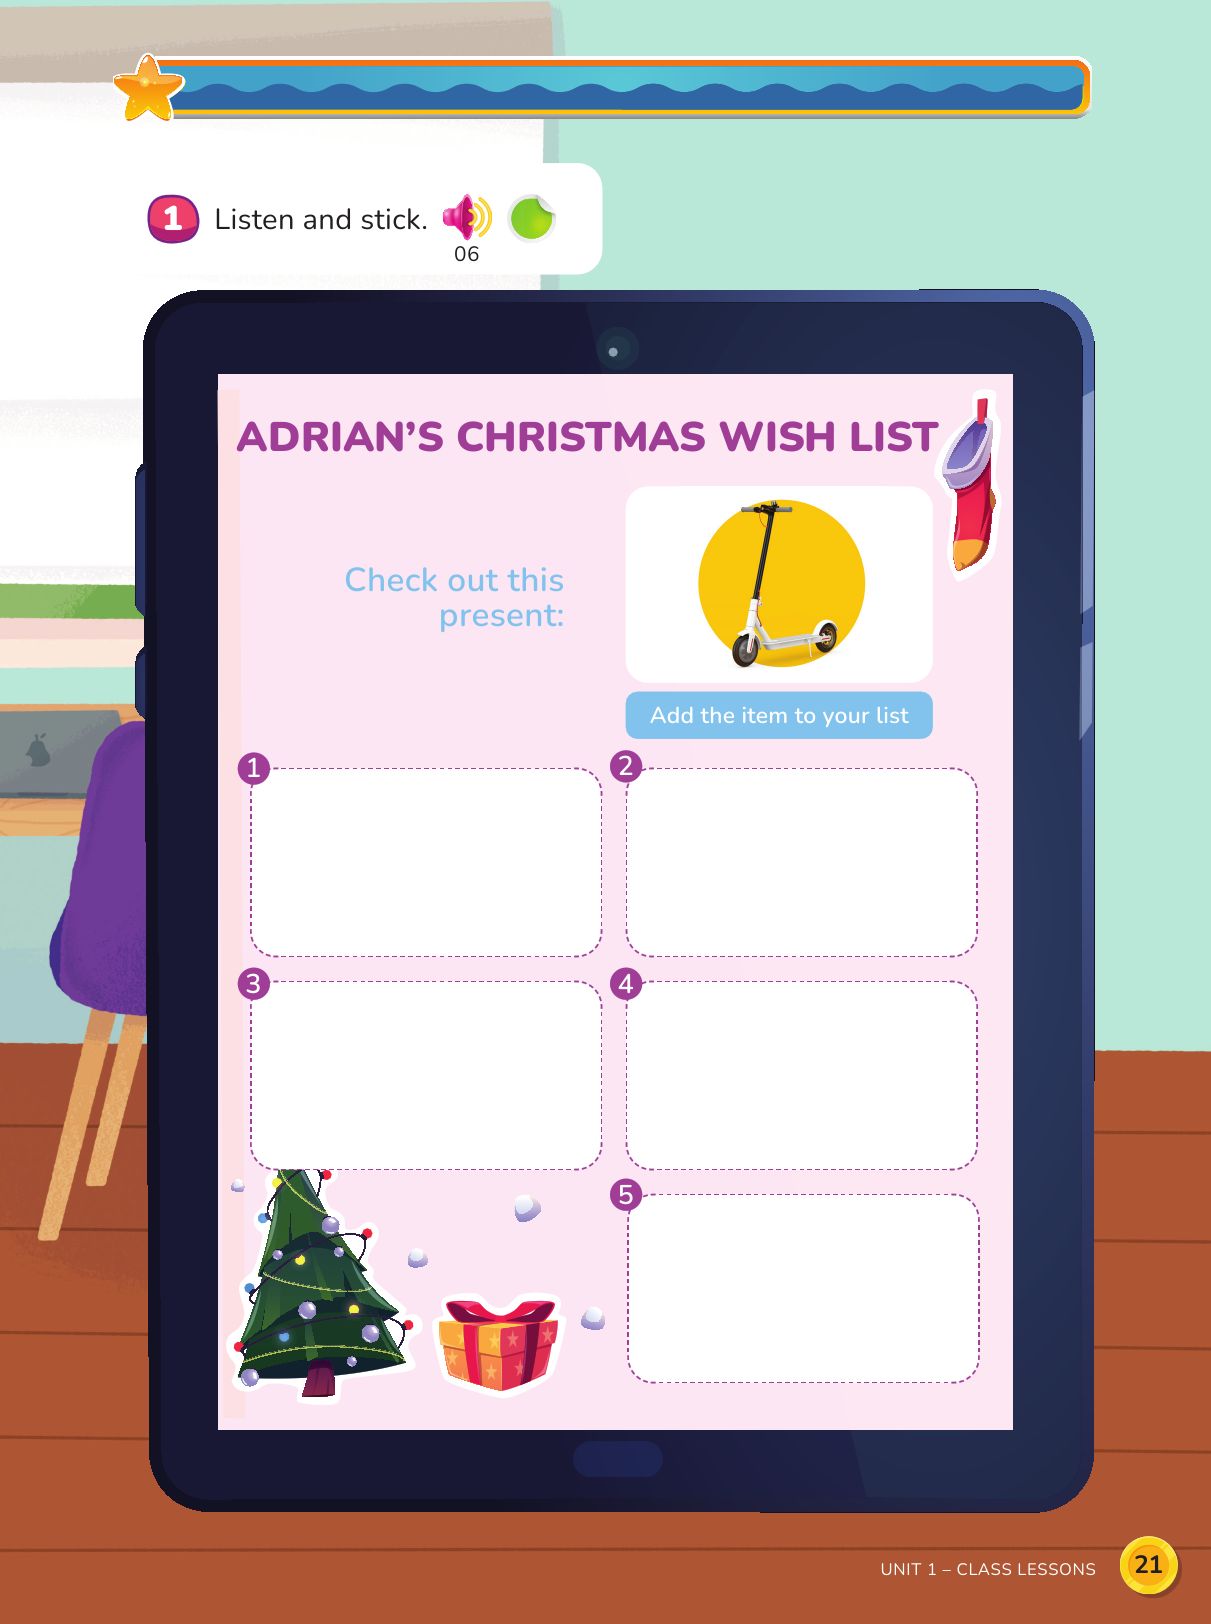 1 Listen and stick.
06
ADRIAN'S CHRISTMAS WISH LIST
Check out this
present:
Add the item to your list
1
2
3
4
5
UNIT 1 – CLASS LESSONS
21